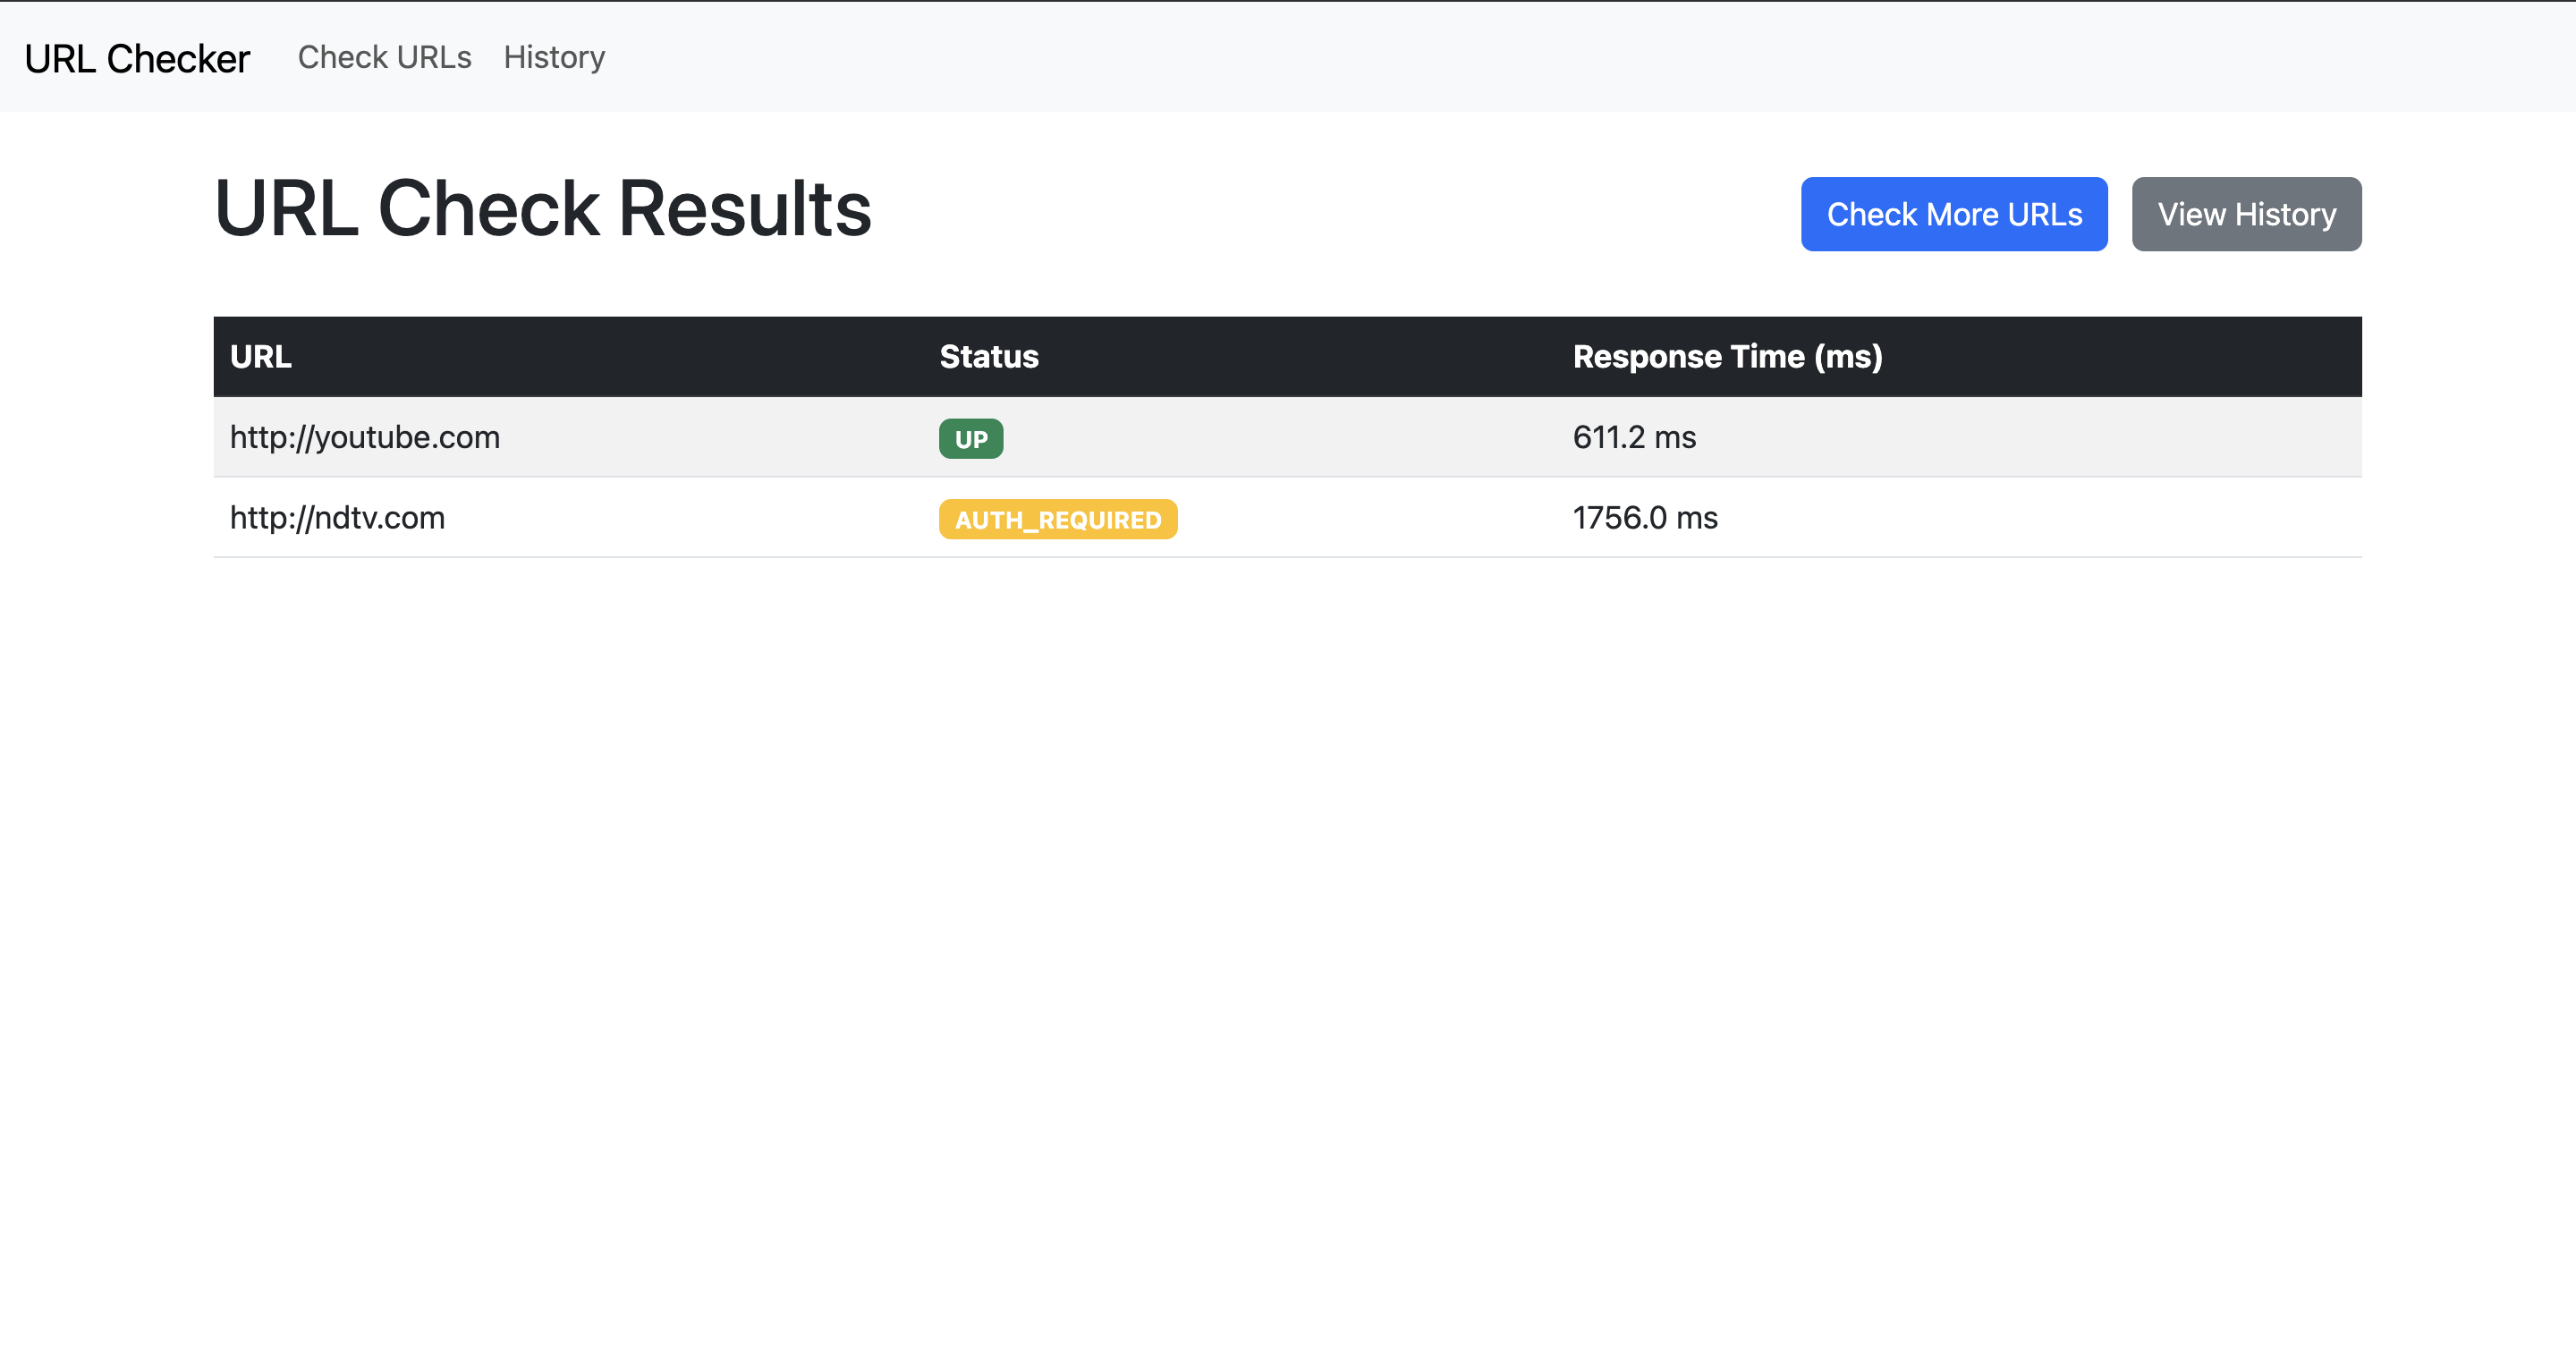 URL Checker Check URLs History
URL Check Results Check More URLs View History
URL Status Response Time (ms)
http://youtube.com UP 611.2 ms
http://ndtv.com AUTH_REQUIRED 1756.0 ms